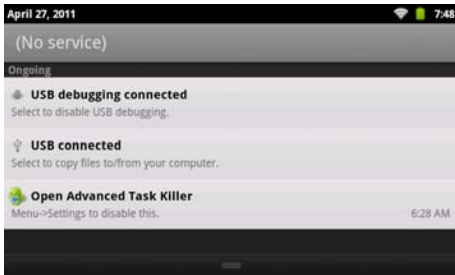 April 27, 2011 7:48
(No service)
Ongoing
USB debugging connected
Select to disable USB debugging.
USB connected
Select to copy files to/from your computer.
Open Advanced Task Killer
Menu->Settings to disable this. 6:28 AM